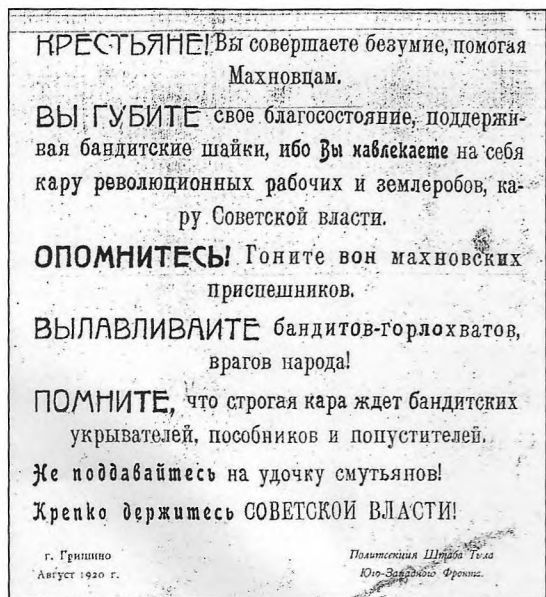 КРЕСТЬЯНЕ! Вы совершаете безумие, помогая
Махновцам.
ВЫ ГУБИТЕ свое благосостояние, поддержи-
вая бандитские шайки, ибо Вы навлекаете на себя
кару революционных рабочих и землеробов, ка-
ру Советской власти.
ОПОМНИТЕСЬ! Гоните вон махновских
приспешников.
ВЫЛАВЛИВАИТЕ бандитов-горлохватов,
врагов народа!
ПОМНИТЕ, что строгая кара ждет бандитских
укрывателей, пособников и попустителей.
Не поддавайтесь на удочку смутьянов!
Крепко держитесь СОВЕТСКОЙ ВЛАСТИ!
г. Гришино
Август 1920 г.
Политсекция Штаба Тыла
Юго-Западного Фронта.